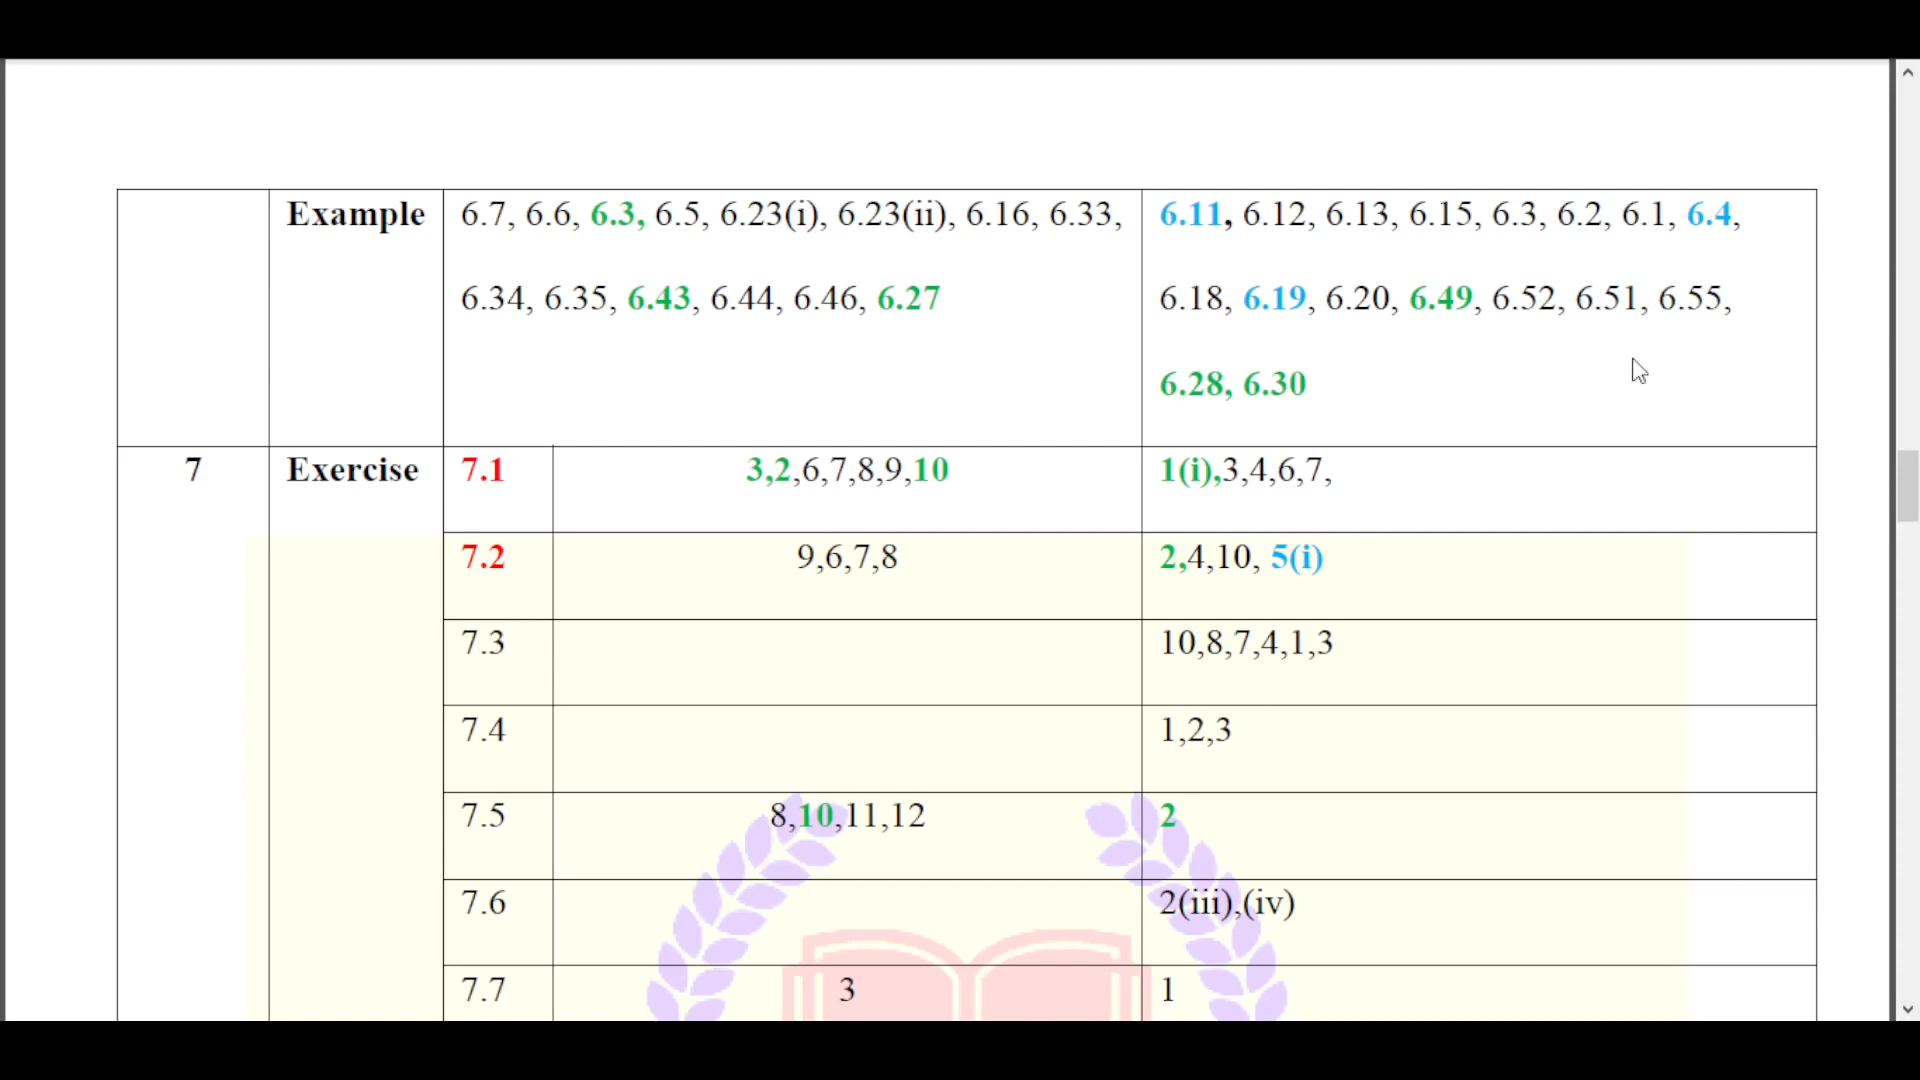 Example 6.7, 6.6, 6.3, 6.5, 6.23(i), 6.23(ii), 6.16, 6.33, 6.11, 6.12, 6.13, 6.15, 6.3, 6.2, 6.1, 6.4,
6.34, 6.35, 6.43, 6.44, 6.46, 6.27 6.18, 6.19, 6.20, 6.49, 6.52, 6.51, 6.55,
6.28, 6.30
7 Exercise 7.1 3,2,6,7,8,9,10 1(i),3,4,6,7,
7.2 9,6,7,8 2,4,10, 5(i)
7.3 10,8,7,4,1,3
7.4 1,2,3
7.5 8,10,11,12 2
7.6 2(iii),(iv)
7.7 3 1